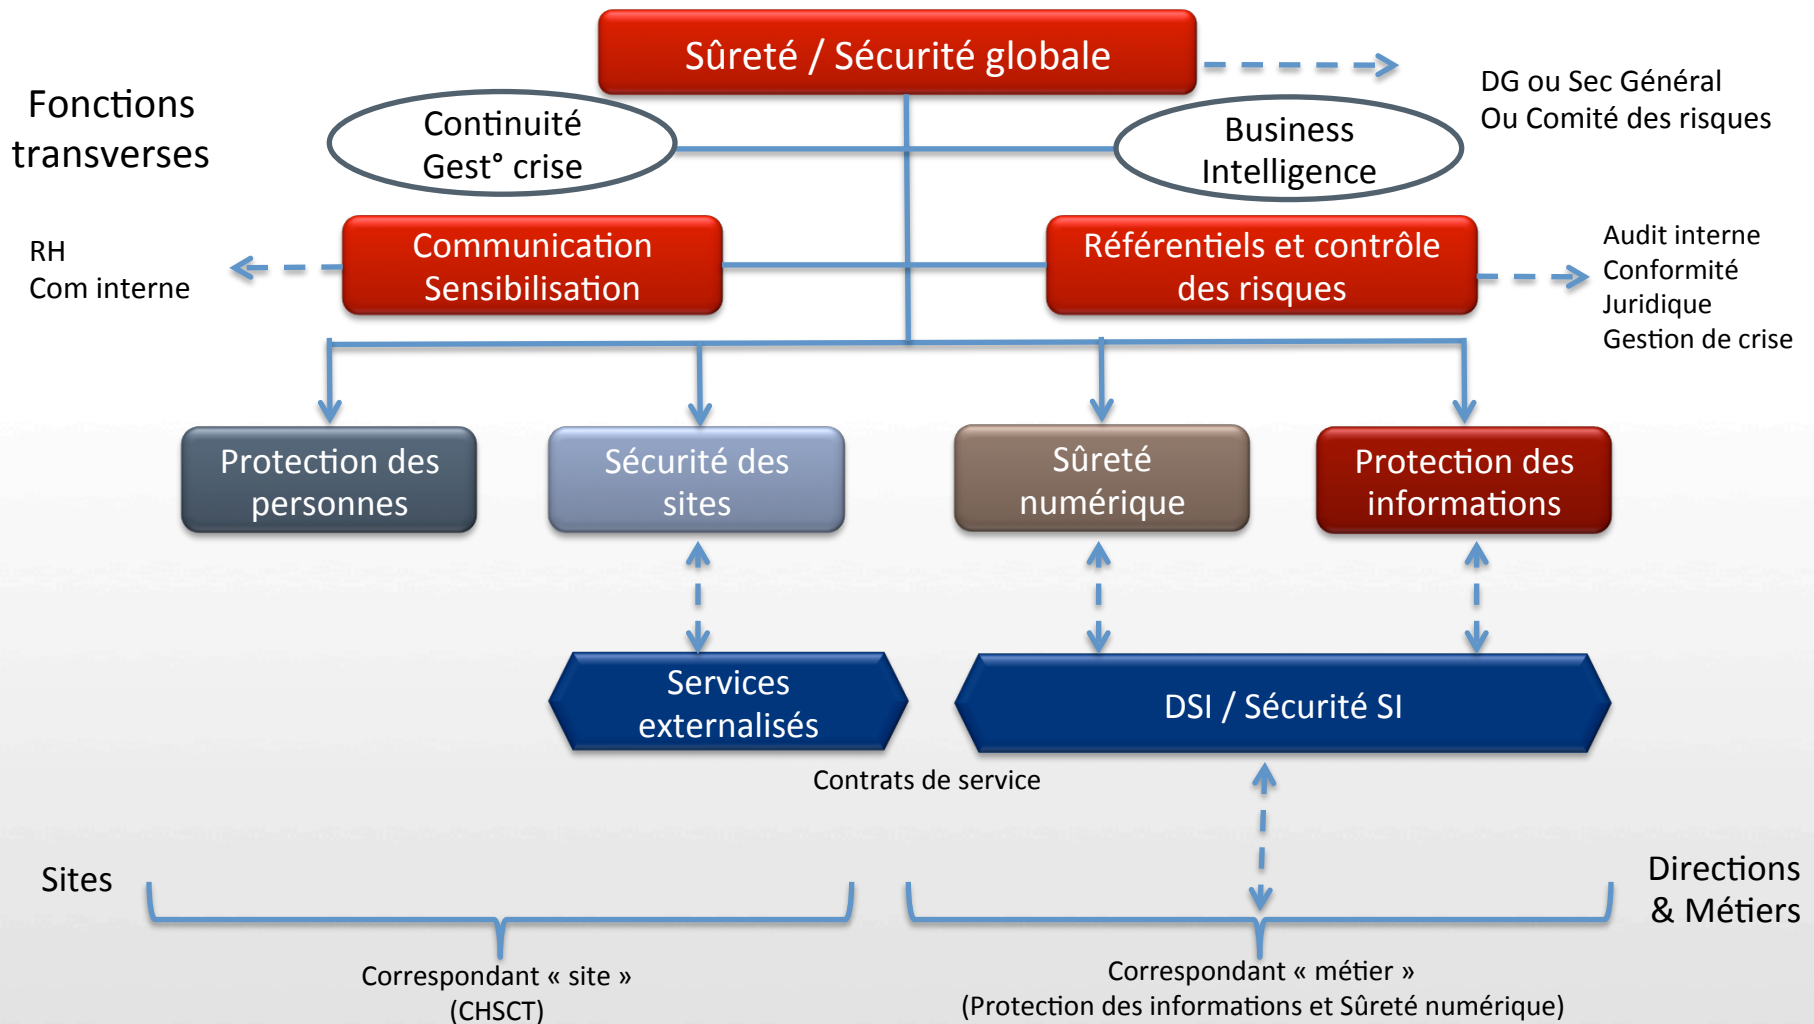 Sûreté / Sécurité globale
DG ou Sec Général
Ou Comité des risques
Fonctions
transverses
Continuité
Gest° crise
Business
Intelligence
RH
Com interne
Communication
Sensibilisation
Référentiels et contrôle
des risques
Audit interne
Conformité
Juridique
Gestion de crise
Protection des
personnes
Sécurité des
sites
Sûreté
numérique
Protection des
informations
Services
externalisés
DSI / Sécurité SI
Contrats de service
Sites
Directions
& Métiers
Correspondant « site »
(CHSCT)
Correspondant « métier »
(Protection des informations et Sûreté numérique)